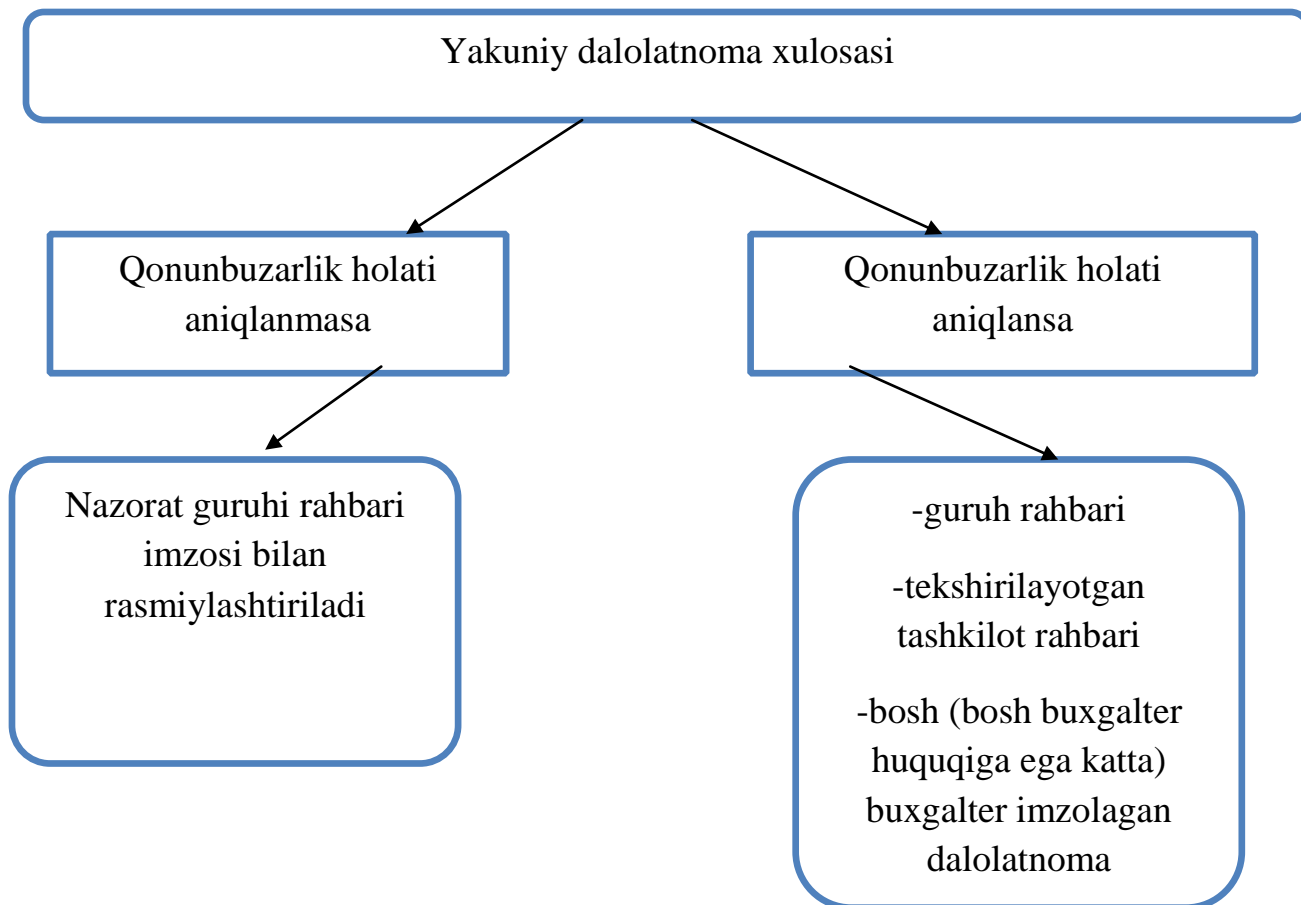 Yakuniy dalolatnoma xulosasi
Qonunbuzarlik holati
aniqlanmasa
Qonunbuzarlik holati
aniqlansa
Nazorat guruhi rahbari
imzosi bilan
rasmiylashtiriladi
-guruh rahbari
-tekshirilayotgan
tashkilot rahbari
-bosh (bosh buxgalter
huquqiga ega katta)
buxgalter imzolagan
dalolatnoma